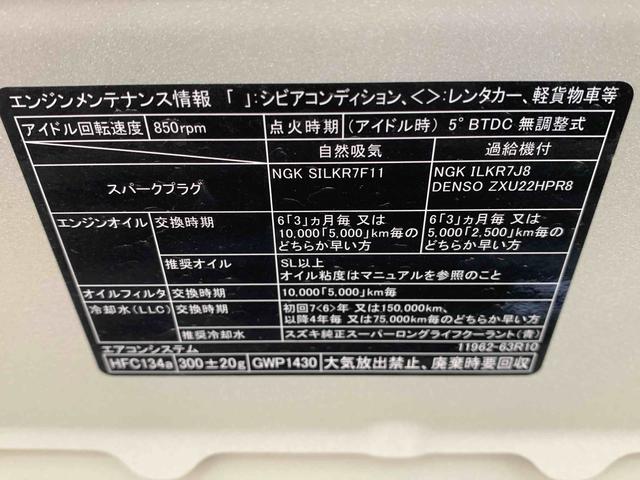 エンジンメンテナンス情報 「 」:シビアコンディション、<>:レンタカー、軽貨物車等
アイドル回転速度 850rpm 点火時期 (アイドル時) 5°BTDC 無調整式
自然吸気 過給機付
スパークプラグ NGK SILKR7F11 NGK ILKR7J8
DENSO ZXU22HPR8
エンジンオイル 交換時期 6「3」ヵ月毎 又は 6「3」ヵ月毎 又は
10,000「5,000」km毎の 5,000「2,500」km毎の
どちらか早い方 どちらか早い方
推奨オイル SL以上
オイル粘度はマニュアルを参照のこと
オイルフィルタ 交換時期 10,000「5,000」km毎
冷却水(LLC) 交換時期 初回7<6>年 又は 150,000km、
以降4年毎 又は 75,000km毎のどちらか早い方
推奨冷却水 スズキ純正スーパーロングライフクーラント(青)
エアコンシステム 11962-63R10
HFC134a 300±20g GWP1430 大気放出禁止、廃棄時要回収